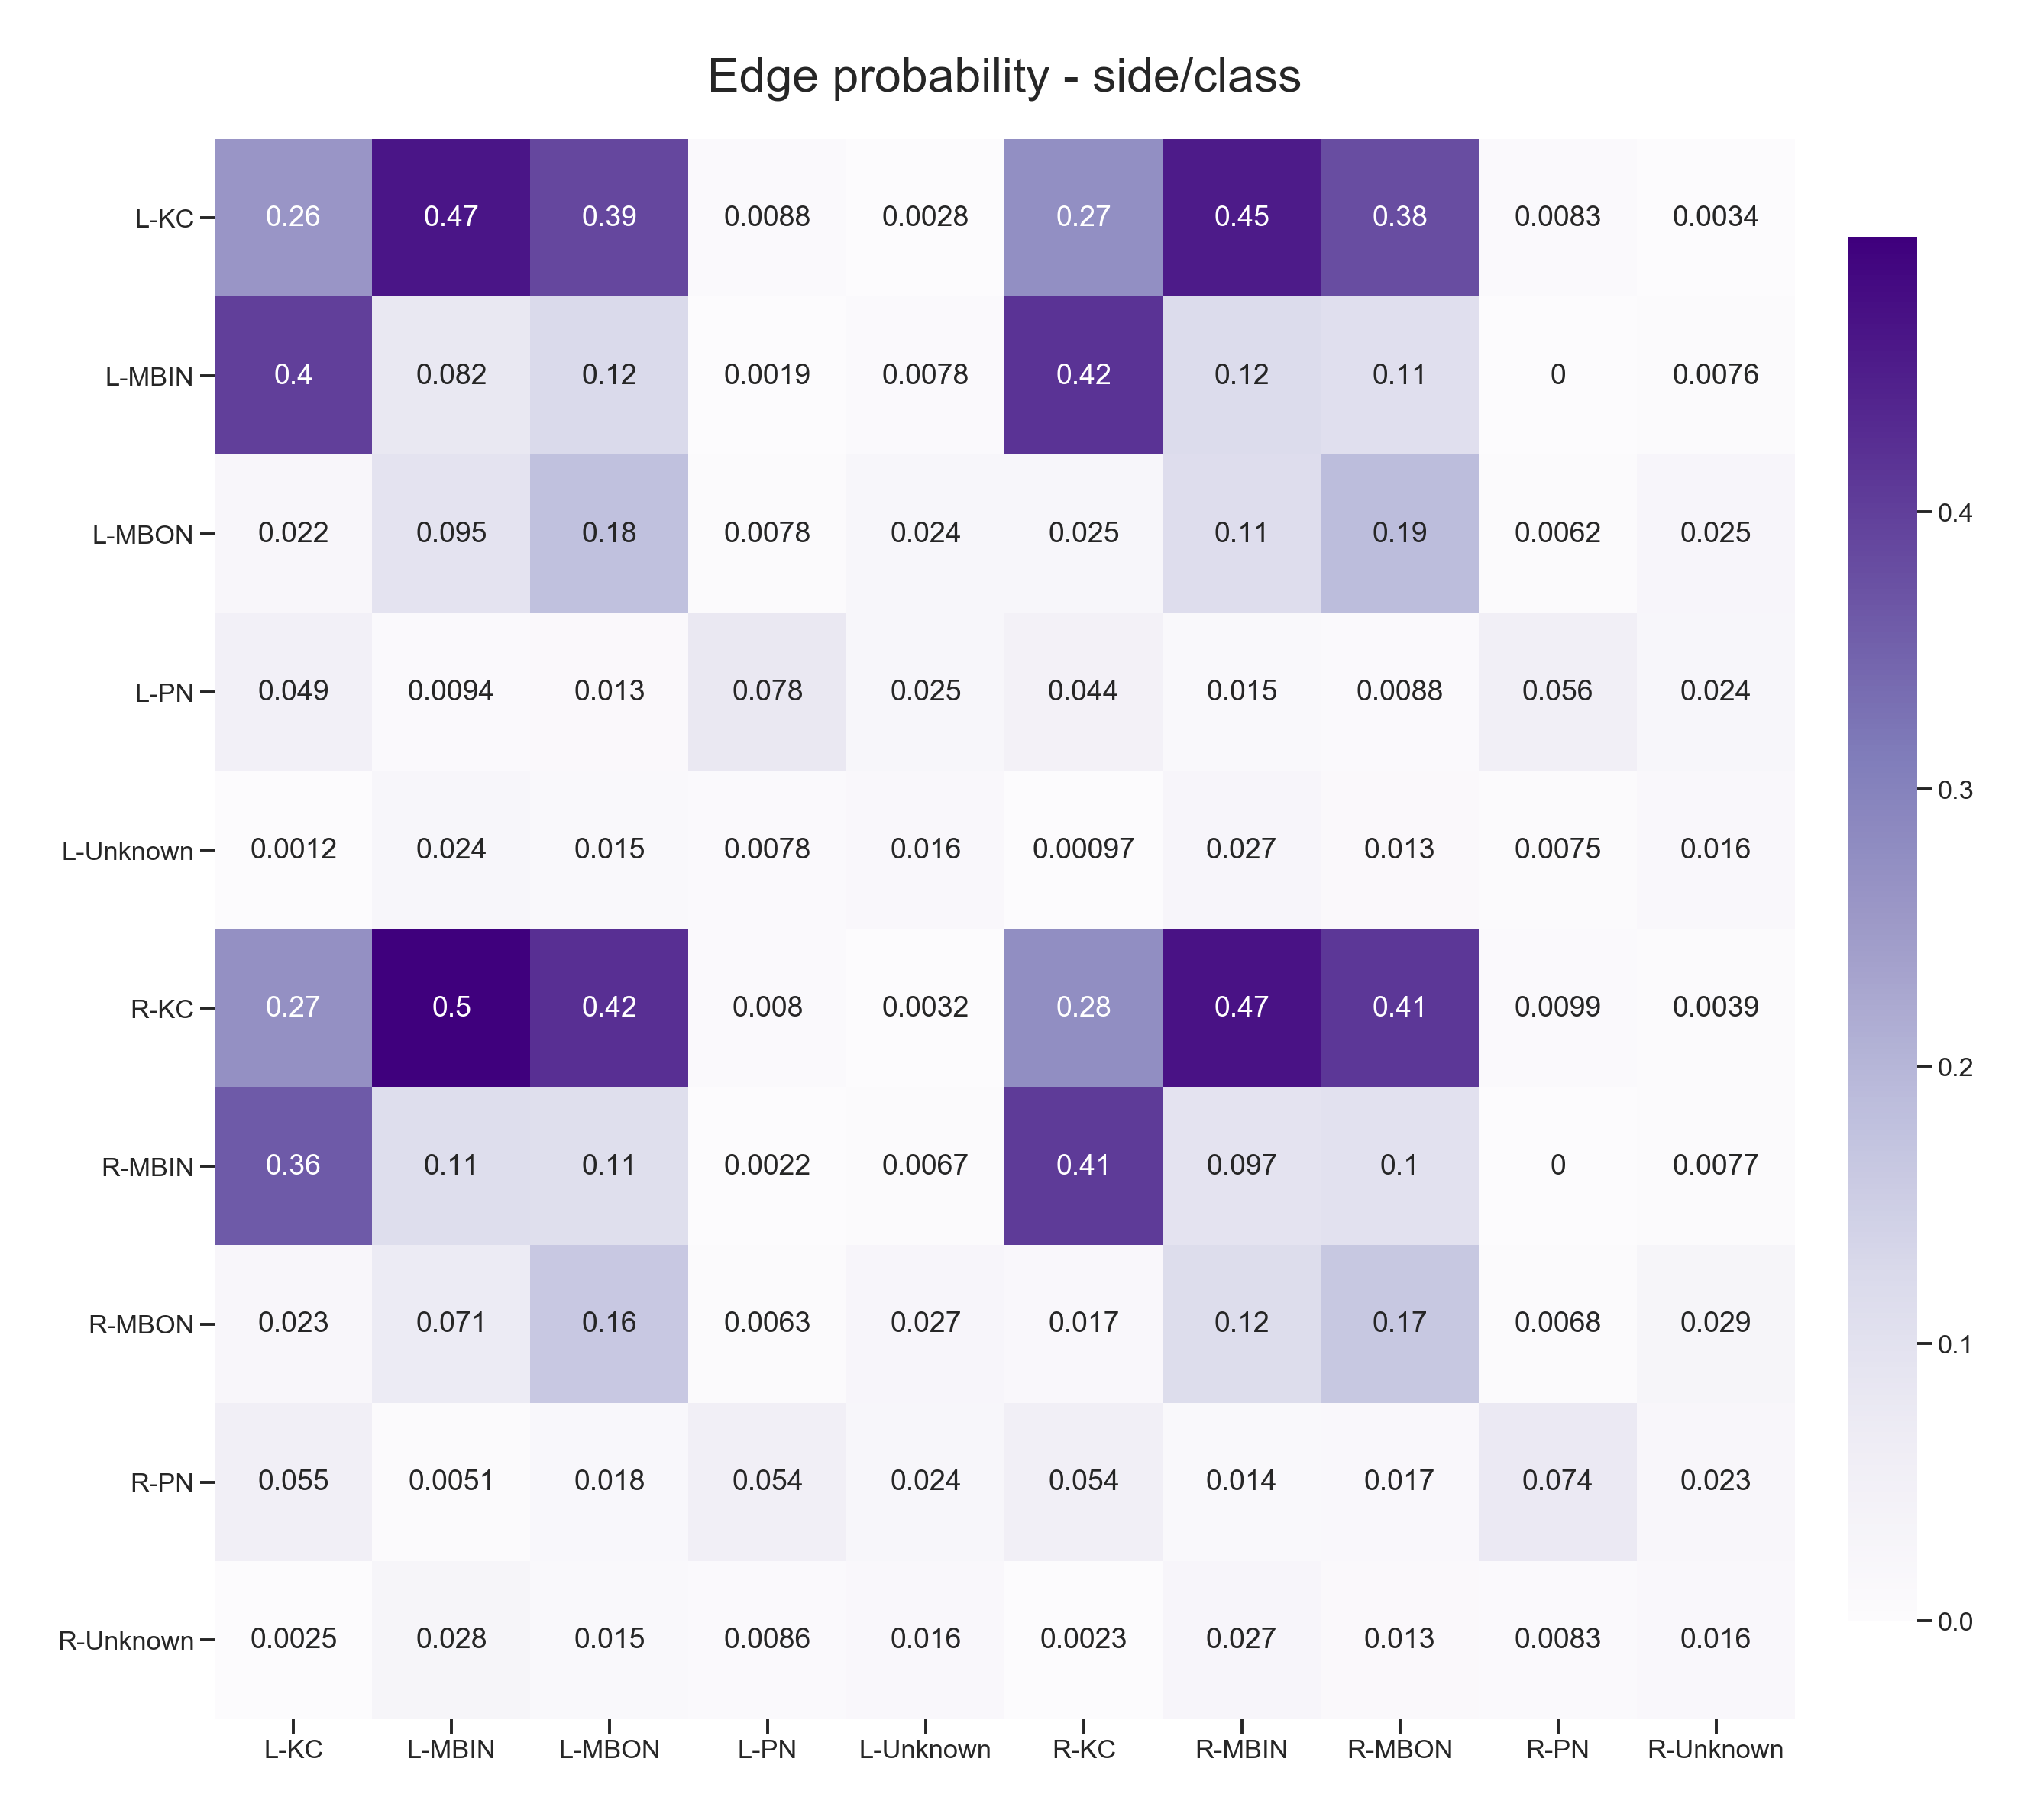 Edge probability - side/class
L-KC 0.26 0.47 0.39 0.0088 0.0028 0.27 0.45 0.38 0.0083 0.0034
L-MBIN 0.4 0.082 0.12 0.0019 0.0078 0.42 0.12 0.11 0 0.0076
L-MBON 0.022 0.095 0.18 0.0078 0.024 0.025 0.11 0.19 0.0062 0.025
L-PN 0.049 0.0094 0.013 0.078 0.025 0.044 0.015 0.0088 0.056 0.024
L-Unknown 0.0012 0.024 0.015 0.0078 0.016 0.00097 0.027 0.013 0.0075 0.016
R-KC 0.27 0.5 0.42 0.008 0.0032 0.28 0.47 0.41 0.0099 0.0039
R-MBIN 0.36 0.11 0.11 0.0022 0.0067 0.41 0.097 0.1 0 0.0077
R-MBON 0.023 0.071 0.16 0.0063 0.027 0.017 0.12 0.17 0.0068 0.029
R-PN 0.055 0.0051 0.018 0.054 0.024 0.054 0.014 0.017 0.074 0.023
R-Unknown 0.0025 0.028 0.015 0.0086 0.016 0.0023 0.027 0.013 0.0083 0.016
L-KC L-MBIN L-MBON L-PN L-Unknown R-KC R-MBIN R-MBON R-PN R-Unknown
0.4
0.3
0.2
0.1
0.0